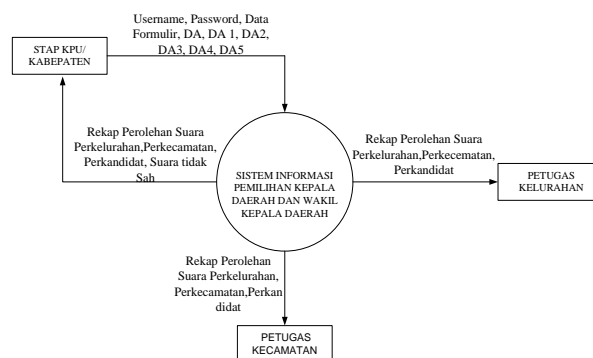 Username, Password, Data
Formulir, DA, DA 1, DA2,
DA3, DA4, DA5
STAP KPU/
KABEPATEN
Rekap Perolehan Suara
Perkelurahan,Perkecamatan,
Perkandidat, Suara tidak
Sah
SISTEM INFORMASI
PEMILIHAN KEPALA
DAERAH DAN WAKIL
KEPALA DAERAH
Rekap Perolehan Suara
Perkelurahan,Perkecematan,
Perkandidat
PETUGAS
KELURAHAN
Rekap Perolehan
Suara Perkelurahan,
Perkecamatan,Perkan
didat
PETUGAS
KECAMATAN